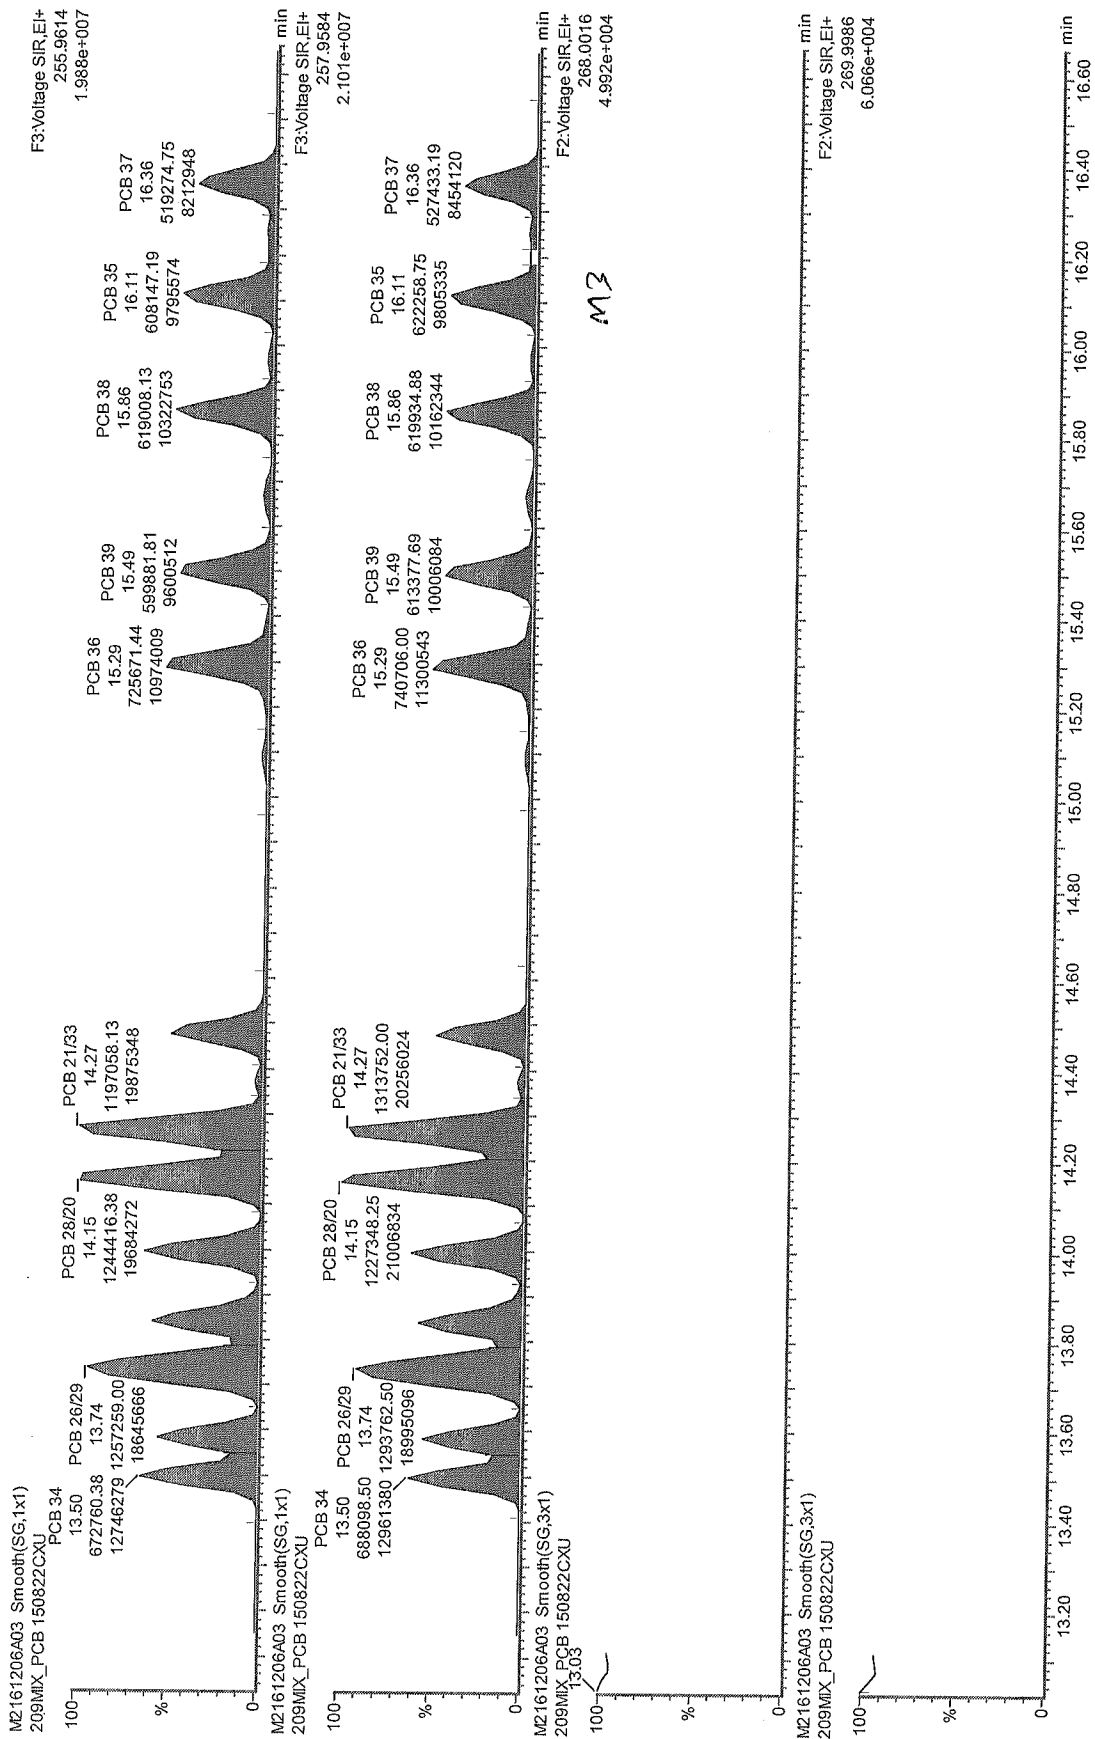 M2161206A03 Smooth(SG,1x1)
209MIX_PCB 150822CXU
F3:Voltage SIR,EI+
255.9614
1.988e+007
100
%
0
min
PCB 34
13.50
672760.38
12746279
PCB 26/29
13.74
1257259.00
18645666
PCB 28/20
14.15
1244416.38
19684272
PCB 21/33
14.27
1197058.13
19875348
PCB 36
15.29
725671.44
10974009
PCB 39
15.49
599881.81
9600512
PCB 38
15.86
619008.13
10322753
PCB 35
16.11
608147.19
9795574
PCB 37
16.36
519274.75
8212948
M2161206A03 Smooth(SG,1x1)
209MIX_PCB 150822CXU
F3:Voltage SIR,EI+
257.9584
2.101e+007
100
%
0
min
PCB 34
13.50
688098.50
12961380
PCB 26/29
13.74
1293762.50
18995096
PCB 28/20
14.15
1227348.25
21006834
PCB 21/33
14.27
1313752.00
20256024
PCB 36
15.29
740706.00
11300543
PCB 39
15.49
613377.69
10006084
PCB 38
15.86
619934.88
10162344
PCB 35
16.11
622258.75
9805335
PCB 37
16.36
527433.19
8454120
M2161206A03 Smooth(SG,3x1)
209MIX_PCB 150822CXU
F2:Voltage SIR,EI+
268.0016
4.992e+004
13.03
100
%
0
min
M3
M2161206A03 Smooth(SG,3x1)
209MIX_PCB 150822CXU
F2:Voltage SIR,EI+
269.9986
6.066e+004
100
%
0
min
13.20 13.40 13.60 13.80 14.00 14.20 14.40 14.60 14.80 15.00 15.20 15.40 15.60 15.80 16.00 16.20 16.40 16.60